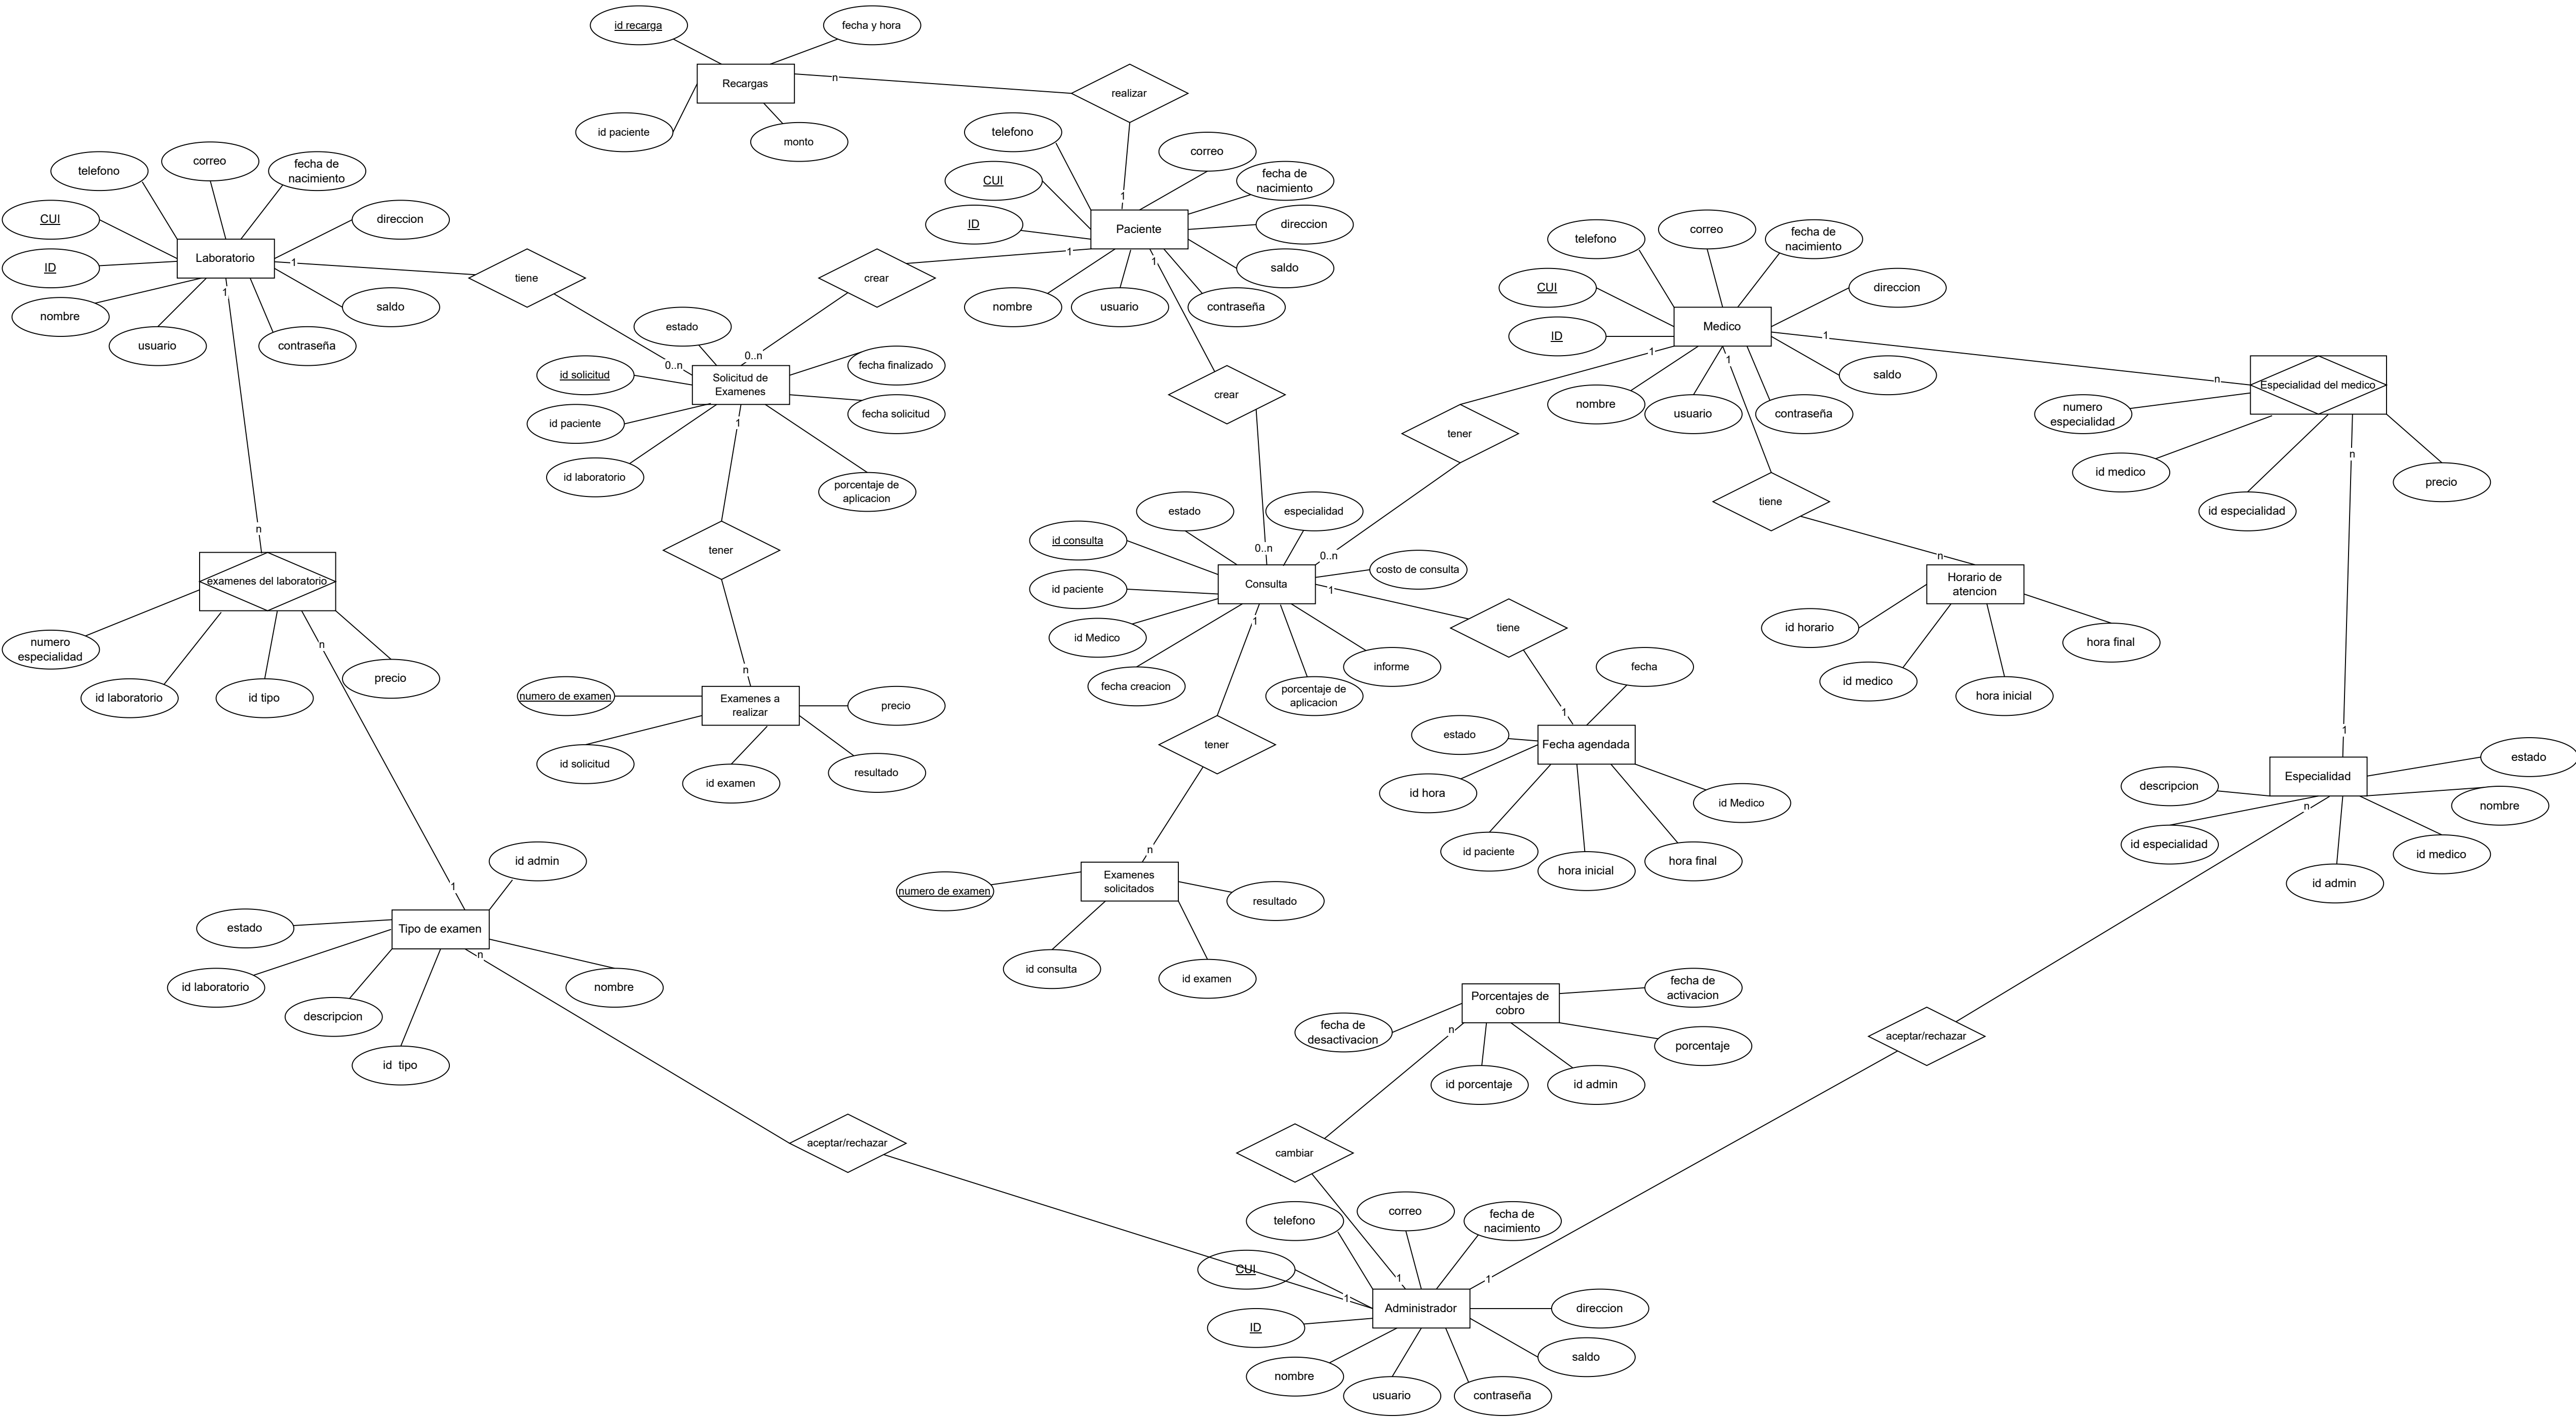 id recarga
fecha y hora
Recargas
n
realizar
id paciente
monto
telefono
correo
CUI
fecha de
nacimiento
ID
direccion
1
Paciente
saldo
1
1
nombre
usuario
contraseña
telefono
correo
fecha de
nacimiento
CUI
direccion
ID
Laboratorio
1
tiene
crear
1
saldo
nombre
usuario
contraseña
estado
0..n
0..n
id solicitud
Solicitud de
Examenes
fecha finalizado
fecha solicitud
id paciente
1
id laboratorio
porcentaje de
aplicacion
crear
telefono
correo
fecha de
nacimiento
CUI
direccion
ID
Medico
1
1
1
saldo
nombre
usuario
contraseña
n
Especialidad del medico
numero
especialidad
id medico
id especialidad
n
precio
tener
tiene
n
examenes del laboratorio
numero
especialidad
id laboratorio
id tipo
n
precio
tener
n
numero de examen
Examenes a
realizar
precio
id solicitud
id examen
resultado
estado
especialidad
id consulta
0..n
0..n
costo de consulta
Consulta
1
id paciente
id Medico
1
tiene
fecha creacion
porcentaje de
aplicacion
informe
n
Horario de
atencion
id horario
hora final
id medico
hora inicial
tener
fecha
1
estado
Fecha agendada
id hora
id Medico
id paciente
hora inicial
hora final
1
estado
descripcion
Especialidad
nombre
n
id especialidad
id medico
id admin
n
numero de examen
Examenes
solicitados
resultado
id consulta
id examen
id admin
1
estado
Tipo de examen
n
id laboratorio
nombre
descripcion
id  tipo
Porcentajes de
cobro
fecha de
activacion
fecha de
desactivacion
n
porcentaje
id porcentaje
id admin
aceptar/rechazar
aceptar/rechazar
cambiar
telefono
correo
fecha de
nacimiento
CUI
1
1
1
Administrador
direccion
ID
saldo
nombre
usuario
contraseña